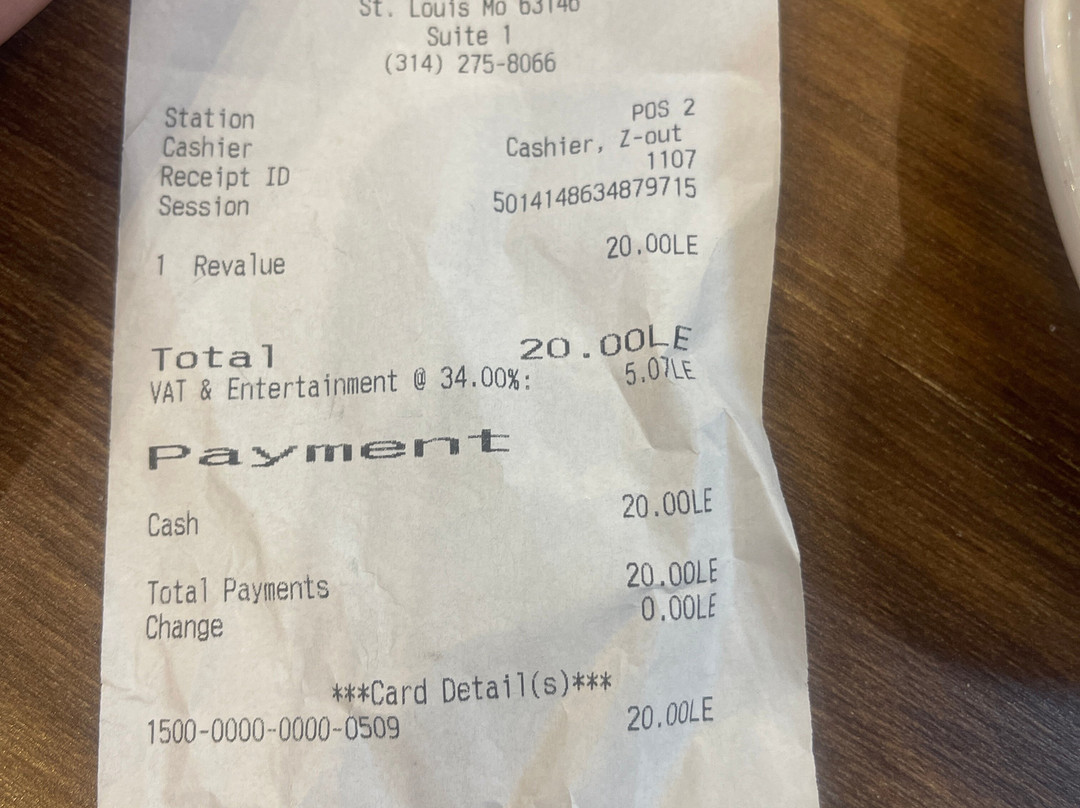 St. Louis Mo 63146
Suite 1
(314) 275-8066
Station POS 2
Cashier Cashier, Z-out
Receipt ID 1107
Session 5014148634879715
1 Revalue 20.00LE
Total 20.00LE
VAT & Entertainment @ 34.00%: 5.07LE
Payment
Cash 20.00LE
Total Payments 20.00LE
Change 0.00LE
***Card Detail(s)***
1500-0000-0000-0509 20.00LE